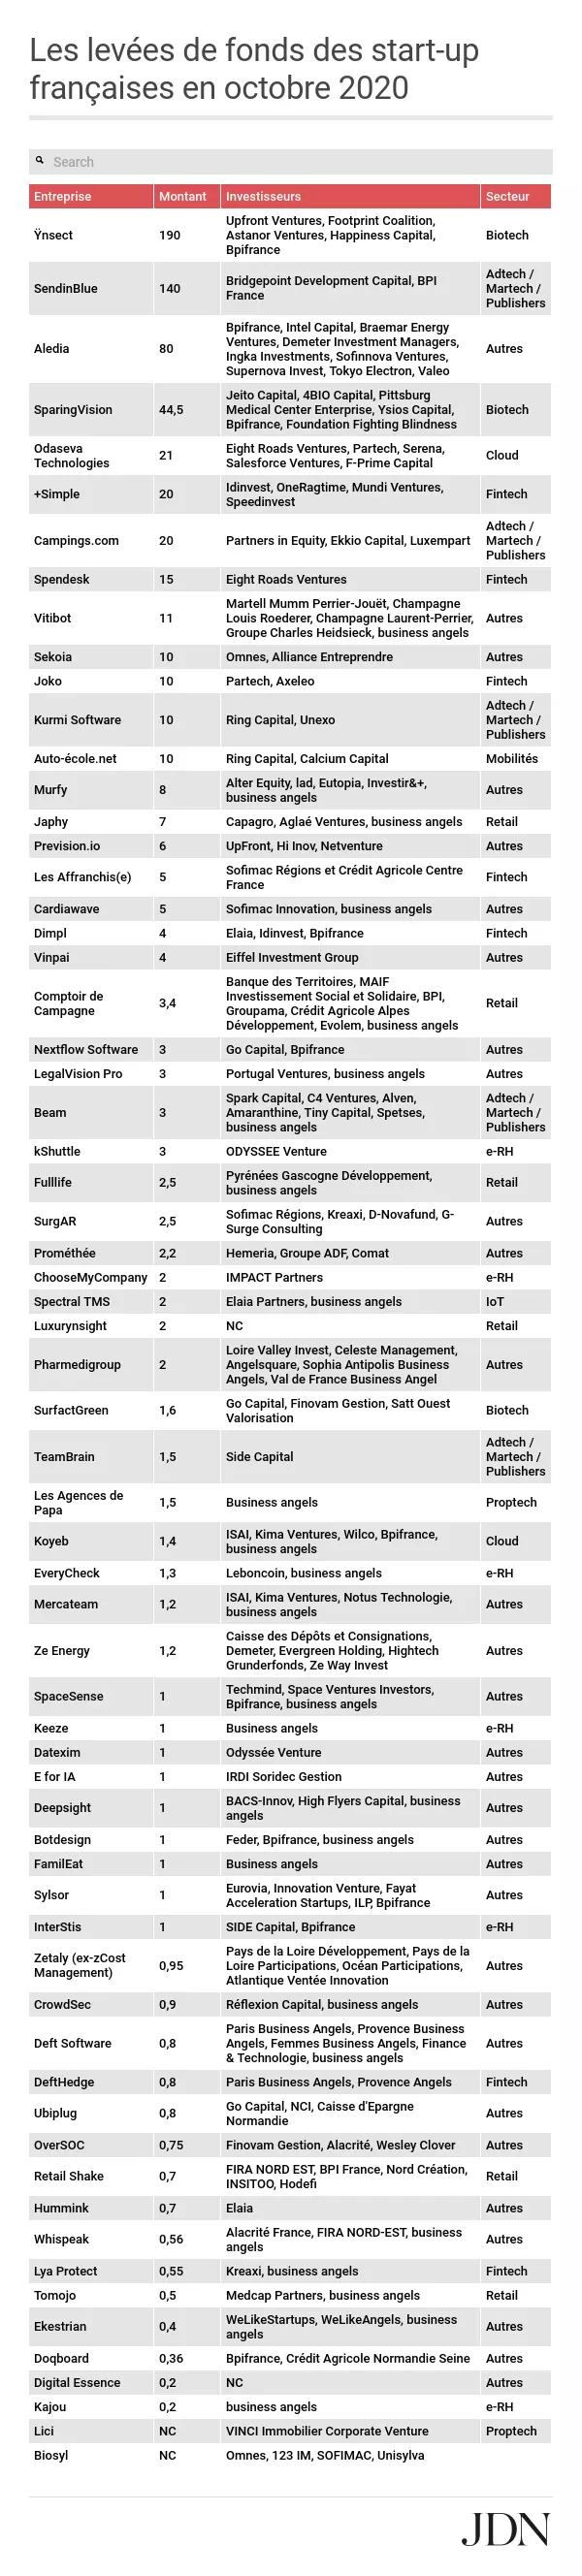 Les levées de fonds des start-up
françaises en octobre 2020
Search
Entreprise Montant Investisseurs Secteur
Ÿnsect 190 Upfront Ventures, Footprint Coalition,
Astanor Ventures, Happiness Capital,
Bpifrance Biotech
SendinBlue 140 Bridgepoint Development Capital, BPI
France Adtech /
Martech /
Publishers
Aledia 80 Bpifrance, Intel Capital, Braemar Energy
Ventures, Demeter Investment Managers,
Ingka Investments, Sofinnova Ventures,
Supernova Invest, Tokyo Electron, Valeo Autres
SparingVision 44,5 Jeito Capital, 4BIO Capital, Pittsburg
Medical Center Enterprise, Ysios Capital,
Bpifrance, Foundation Fighting Blindness Biotech
Odaseva
Technologies 21 Eight Roads Ventures, Partech, Serena,
Salesforce Ventures, F-Prime Capital Cloud
+Simple 20 Idinvest, OneRagtime, Mundi Ventures,
Speedinvest Fintech
Campings.com 20 Partners in Equity, Ekkio Capital, Luxempart Adtech /
Martech /
Publishers
Spendesk 15 Eight Roads Ventures Fintech
Vitibot 11 Martell Mumm Perrier-Jouët, Champagne
Louis Roederer, Champagne Laurent-Perrier,
Groupe Charles Heidsieck, business angels Autres
Sekoia 10 Omnes, Alliance Entreprendre Autres
Joko 10 Partech, Axeleo Fintech
Kurmi Software 10 Ring Capital, Unexo Adtech /
Martech /
Publishers
Auto-école.net 10 Ring Capital, Calcium Capital Mobilités
Murfy 8 Alter Equity, Iad, Eutopia, Investir&+,
business angels Autres
Japhy 7 Capagro, Aglaé Ventures, business angels Retail
Prevision.io 6 UpFront, Hi Inov, Netventure Autres
Les Affranchis(e) 5 Sofimac Régions et Crédit Agricole Centre
France Fintech
Cardiawave 5 Sofimac Innovation, business angels Autres
Dimpl 4 Elaia, Idinvest, Bpifrance Fintech
Vinpai 4 Eiffel Investment Group Autres
Comptoir de
Campagne 3,4 Banque des Territoires, MAIF
Investissement Social et Solidaire, BPI,
Groupama, Crédit Agricole Alpes
Développement, Evolem, business angels Retail
Nextflow Software 3 Go Capital, Bpifrance Autres
LegalVision Pro 3 Portugal Ventures, business angels Autres
Beam 3 Spark Capital, C4 Ventures, Alven,
Amaranthine, Tiny Capital, Spetses,
business angels Adtech /
Martech /
Publishers
kShuttle 3 ODYSSEE Venture e-RH
Fulllife 2,5 Pyrénées Gascogne Développement,
business angels Retail
SurgAR 2,5 Sofimac Régions, Kreaxi, D-Novafund, G-
Surge Consulting Autres
Prométhée 2,2 Hemeria, Groupe ADF, Comat Autres
ChooseMyCompany 2 IMPACT Partners e-RH
Spectral TMS 2 Elaia Partners, business angels IoT
Luxurynsight 2 NC Retail
Pharmedigroup 2 Loire Valley Invest, Celeste Management,
Angelsquare, Sophia Antipolis Business
Angels, Val de France Business Angel Autres
SurfactGreen 1,6 Go Capital, Finovam Gestion, Satt Ouest
Valorisation Biotech
TeamBrain 1,5 Side Capital Adtech /
Martech /
Publishers
Les Agences de
Papa 1,5 Business angels Proptech
Koyeb 1,4 ISAI, Kima Ventures, Wilco, Bpifrance,
business angels Cloud
EveryCheck 1,3 Leboncoin, business angels e-RH
Mercateam 1,2 ISAI, Kima Ventures, Notus Technologie,
business angels Autres
Ze Energy 1,2 Caisse des Dépôts et Consignations,
Demeter, Evergreen Holding, Hightech
Grunderfonds, Ze Way Invest Autres
SpaceSense 1 Techmind, Space Ventures Investors,
Bpifrance, business angels Autres
Keeze 1 Business angels e-RH
Datexim 1 Odyssée Venture Autres
E for IA 1 IRDI Soridec Gestion Autres
Deepsight 1 BACS-Innov, High Flyers Capital, business
angels Autres
Botdesign 1 Feder, Bpifrance, business angels Autres
FamilEat 1 Business angels Autres
Sylsor 1 Eurovia, Innovation Venture, Fayat
Acceleration Startups, ILP, Bpifrance Autres
InterStis 1 SIDE Capital, Bpifrance e-RH
Zetaly (ex-zCost
Management) 0,95 Pays de la Loire Développement, Pays de la
Loire Participations, Océan Participations,
Atlantique Ventée Innovation Autres
CrowdSec 0,9 Réflexion Capital, business angels Autres
Deft Software 0,8 Paris Business Angels, Provence Business
Angels, Femmes Business Angels, Finance
& Technologie, business angels Autres
DeftHedge 0,8 Paris Business Angels, Provence Angels Fintech
Ubiplug 0,8 Go Capital, NCI, Caisse d'Epargne
Normandie Autres
OverSOC 0,75 Finovam Gestion, Alacrité, Wesley Clover Autres
Retail Shake 0,7 FIRA NORD EST, BPI France, Nord Création,
INSITOO, Hodefi Retail
Hummink 0,7 Elaia Autres
Whispeak 0,56 Alacrité France, FIRA NORD-EST, business
angels Autres
Lya Protect 0,55 Kreaxi, business angels Fintech
Tomojo 0,5 Medcap Partners, business angels Retail
Ekestrian 0,4 WeLikeStartups, WeLikeAngels, business
angels Autres
Doqboard 0,36 Bpifrance, Crédit Agricole Normandie Seine Autres
Digital Essence 0,2 NC Autres
Kajou 0,2 business angels e-RH
Lici NC VINCI Immobilier Corporate Venture Proptech
Biosyl NC Omnes, 123 IM, SOFIMAC, Unisylva
JDN